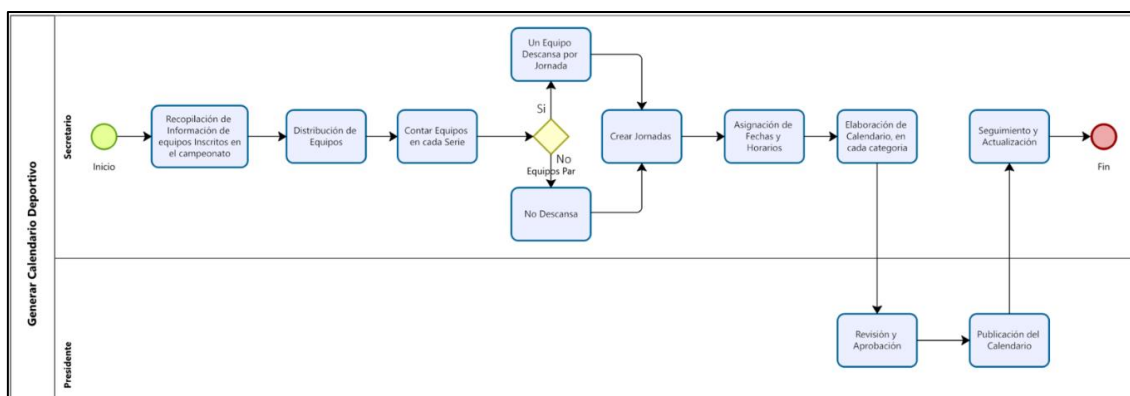 Generar Calendario Deportivo
Secretario
Inicio
Recopilación de
Información de
equipos Inscritos en
el campeonato
Distribución de
Equipos
Contar Equipos
en cada Serie
Si
No
Equipos Par
Un Equipo
Descansa por
Jornada
No Descansa
Crear Jornadas
Asignación de
Fechas y
Horarios
Elaboración de
Calendario, en
cada categoria
Seguimiento y
Actualización
Fin
Presidente
Revisión y
Aprobación
Publicación del
Calendario